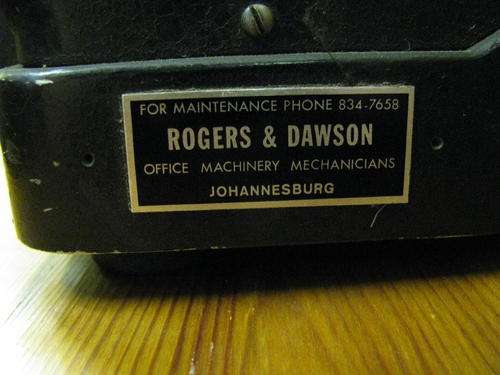 FOR MAINTENANCE PHONE 834-7658
ROGERS & DAWSON
OFFICE MACHINERY MECHANICIANS
JOHANNESBURG